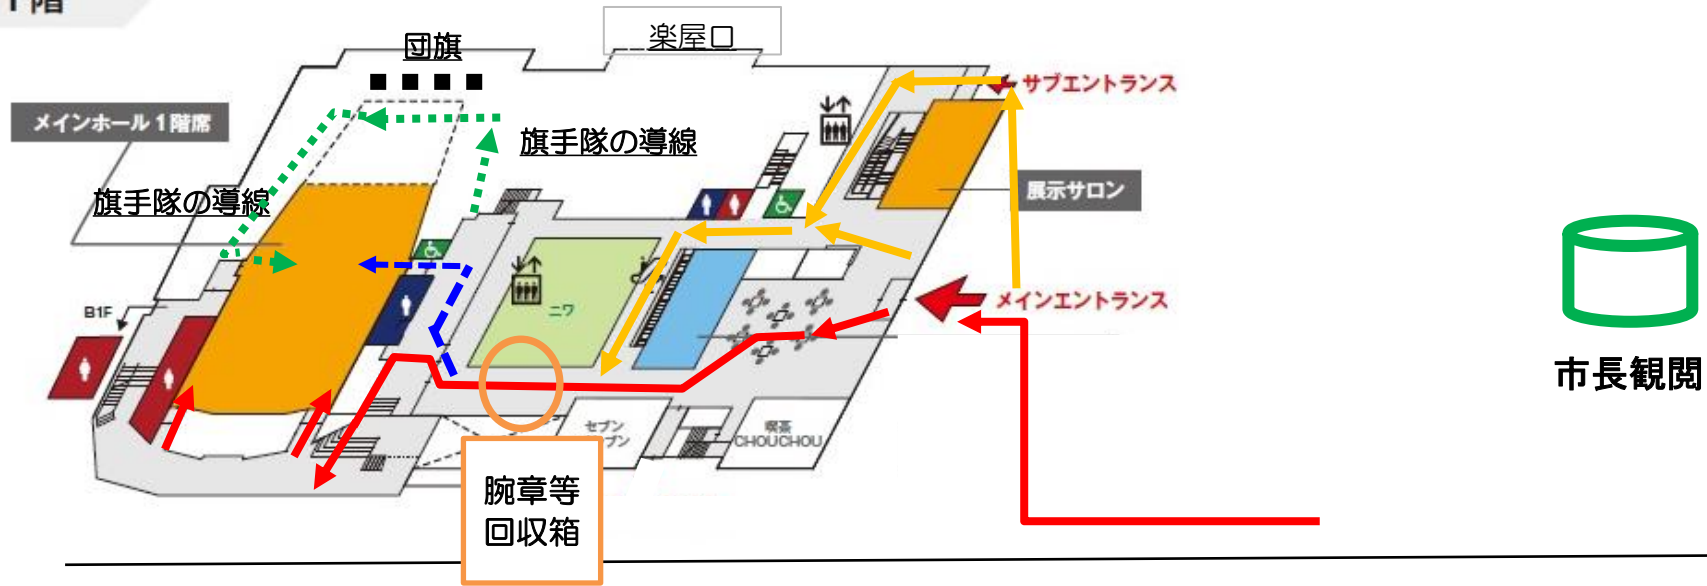 1階
団旗
楽屋口
サブエントランス
メインホール1階席
旗手隊の導線
展示サロン
旗手隊の導線
メインエントランス
B1F
ニワ
市長観閲
セブン
ブン
喫茶
CHOUCHOU
腕章等
回収箱